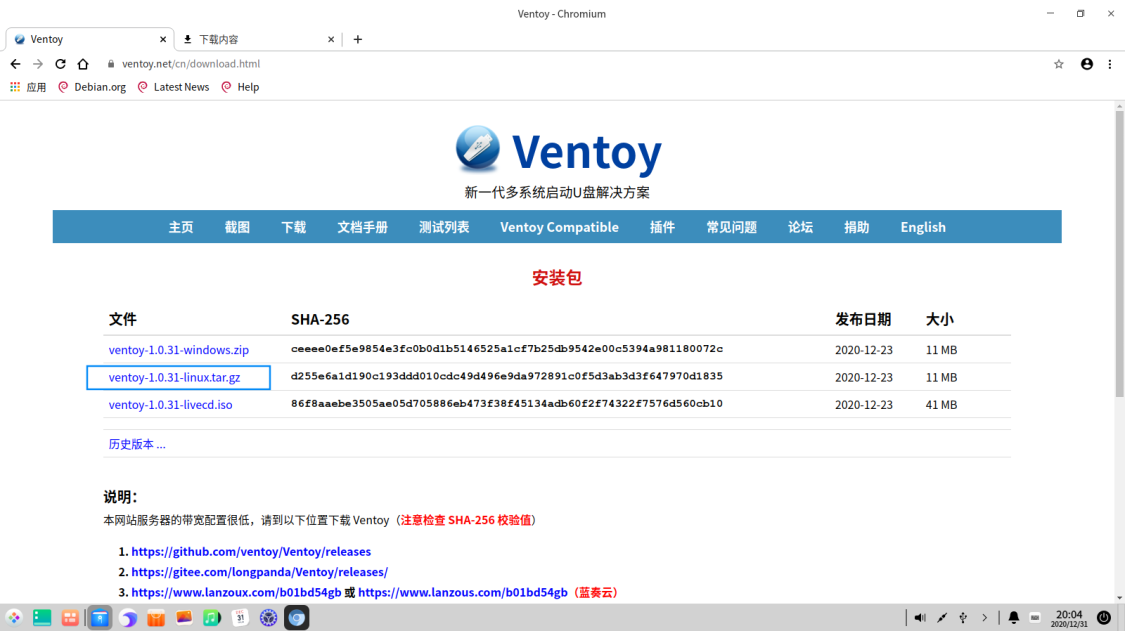 Ventoy - Chromium
Ventoy
下载内容
ventoy.net/cn/download.html
应用 Debian.org Latest News Help
Ventoy
新一代多系统启动U盘解决方案
主页 截图 下载 文档手册 测试列表 Ventoy Compatible 插件 常见问题 论坛 捐助 English
安装包
文件 SHA-256 发布日期 大小
ventoy-1.0.31-windows.zip ceeee0ef5e9854e3fc0b0d1b5146525a1cf7b25db9542e00c5394a981180072c 2020-12-23 11 MB
ventoy-1.0.31-linux.tar.gz d255e6a1d190c193ddd010cdc49d496e9da972891c0f5d3ab3d3f647970d1835 2020-12-23 11 MB
ventoy-1.0.31-livecd.iso 86f8aaebe3505ae05d705886eb473f38f45134adb60f2f74322f7576d560cb10 2020-12-23 41 MB
历史版本 ...
说明：
本网站服务器的带宽配置很低，请到以下位置下载 Ventoy（注意检查 SHA-256 校验值）
1. https://github.com/ventoy/Ventoy/releases
2. https://gitee.com/longpanda/Ventoy/releases/
3. https://www.lanzoux.com/b01bd54gb 或 https://www.lanzous.com/b01bd54gb（蓝奏云）
31
20:04
2020/12/31